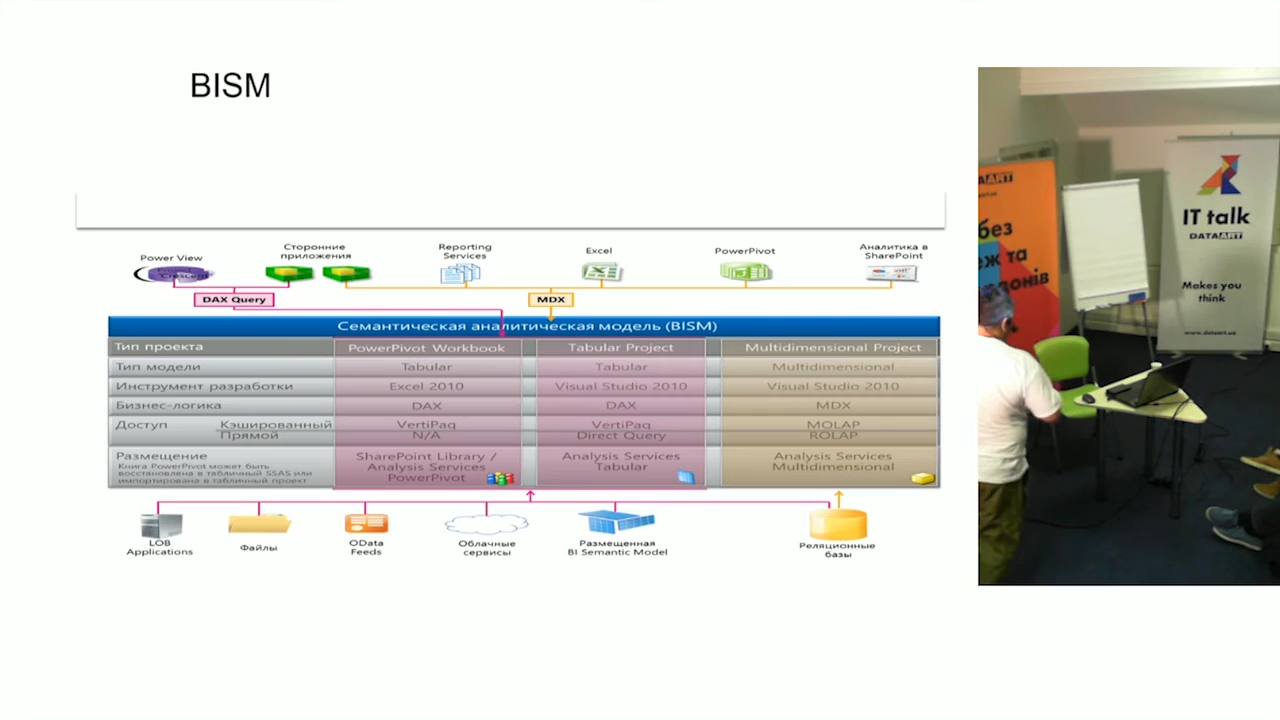 BISM
Power View
Сторонние
приложения
Reporting
Services
Excel
PowerPivot
Аналитика в
SharePoint
DAX Query
MDX
Семантическая аналитическая модель (BISM)
Тип проекта PowerPivot Workbook Tabular Project Multidimensional Project
Тип модели Tabular Tabular Multidimensional
Инструмент разработки Excel 2010 Visual Studio 2010 Visual Studio 2010
Бизнес-логика DAX DAX MDX
Доступ Кэшированный VertiPaq VertiPaq MOLAP
Прямой N/A Direct Query ROLAP
Размещение
Книга PowerPivot может быть
восстановлена в табличный SSAS или
импортирована в табличный проект
SharePoint Library /
Analysis Services
PowerPivot
Analysis Services
Tabular
Analysis Services
Multidimensional
LOB
Applications
Файлы
OData
Feeds
Облачные
сервисы
Размещенная
BI Semantic Model
Реляционные
базы
без
IT talk
DATAART
Makes you
think
www.dataart.ua